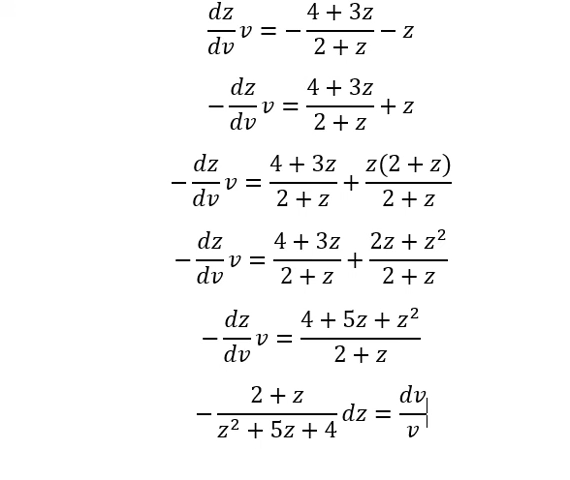 dz/dv v = − (4 + 3z)/(2 + z) − z
− dz/dv v = (4 + 3z)/(2 + z) + z
− dz/dv v = (4 + 3z)/(2 + z) + z(2 + z)/(2 + z)
− dz/dv v = (4 + 3z)/(2 + z) + (2z + z²)/(2 + z)
− dz/dv v = (4 + 5z + z²)/(2 + z)
− (2 + z)/(z² + 5z + 4) dz = dv/v